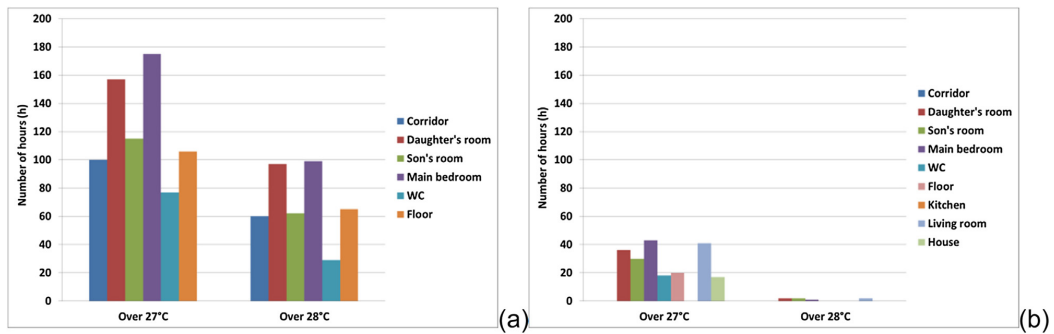 200
180
160
140
120
100
80
60
40
20
0
Number of hours (h)
Over 27°C
Over 28°C
Corridor
Daughter's room
Son's room
Main bedroom
WC
Floor
(a)
200
180
160
140
120
100
80
60
40
20
0
Number of hours (h)
Over 27°C
Over 28°C
Corridor
Daughter's room
Son's room
Main bedroom
WC
Floor
Kitchen
Living room
House
(b)